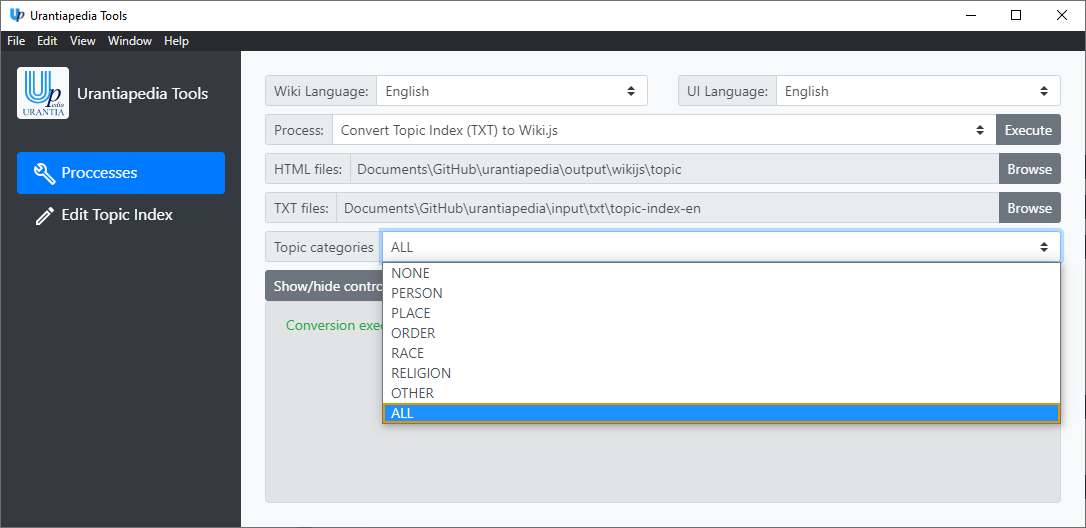 Urantiapedia Tools
File Edit View Window Help
Up
edia
URANTIA
Urantiapedia Tools
Proccesses
Edit Topic Index
Wiki Language: English
UI Language: English
Process: Convert Topic Index (TXT) to Wiki.js Execute
HTML files: Documents\GitHub\urantiapedia\output\wikijs\topic Browse
TXT files: Documents\GitHub\urantiapedia\input\txt\topic-index-en Browse
Topic categories ALL
NONE
PERSON
PLACE
ORDER
RACE
RELIGION
OTHER
ALL
Show/hide contro
Conversion exe